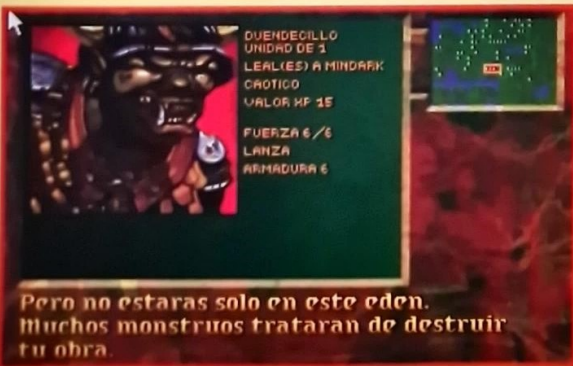 DUENDECILLO
UNIDAD DE 1
LEAL(ES) A MINDARK
CAOTICO
VALOR XP 15
FUERZA 6/6
LANZA
ARMADURA 6
Pero no estaras solo en este eden.
Muchos monstruos trataran de destruir
tu obra.